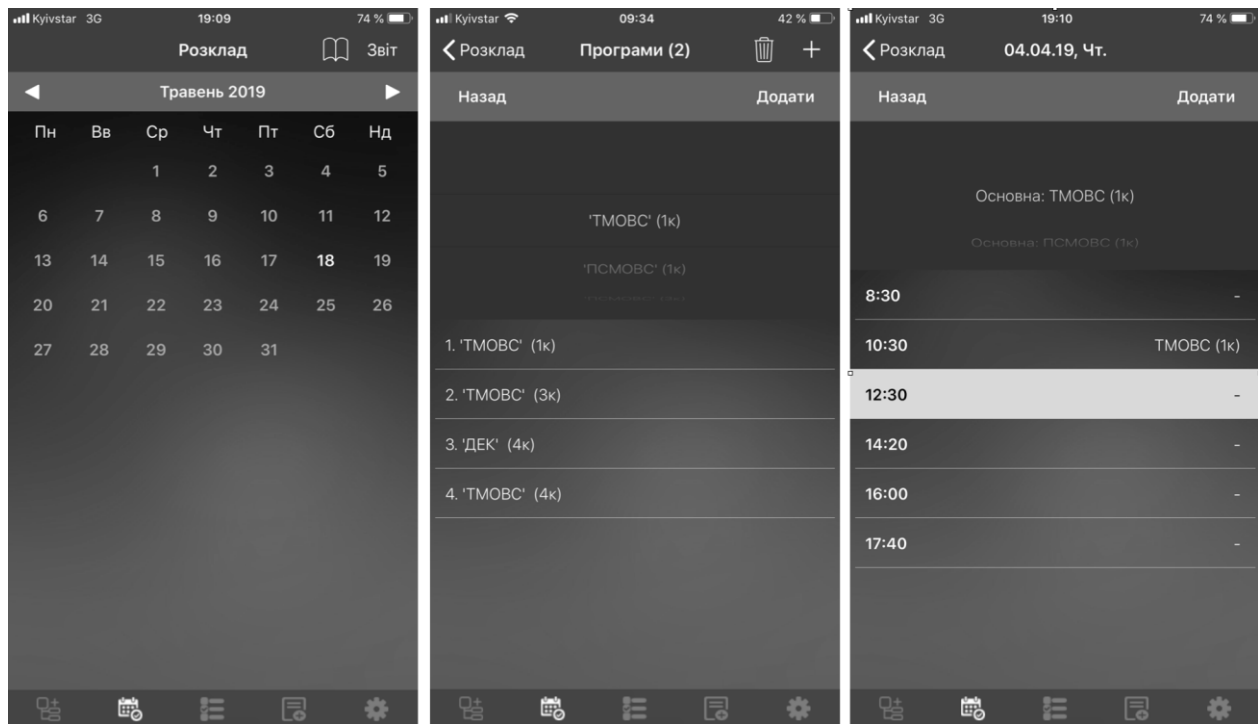 Kyivstar 3G 19:09 74 %
Розклад Звіт
Травень 2019
Пн Вв Ср Чт Пт Сб Нд
1 2 3 4 5
6 7 8 9 10 11 12
13 14 15 16 17 18 19
20 21 22 23 24 25 26
27 28 29 30 31
Kyivstar 09:34 42 %
Розклад Програми (2)
Назад Додати
'ТМОВС' (1к)
'ПСМОВС' (1к)
1. 'ТМОВС' (1к)
2. 'ТМОВС' (3к)
3. 'ДЕК' (4к)
4. 'ТМОВС' (4к)
Kyivstar 3G 19:10 74 %
Розклад 04.04.19, Чт.
Назад Додати
Основна: ТМОВС (1к)
Основна: ПСМОВС (1к)
8:30 -
10:30 ТМОВС (1к)
12:30 -
14:20 -
16:00 -
17:40 -